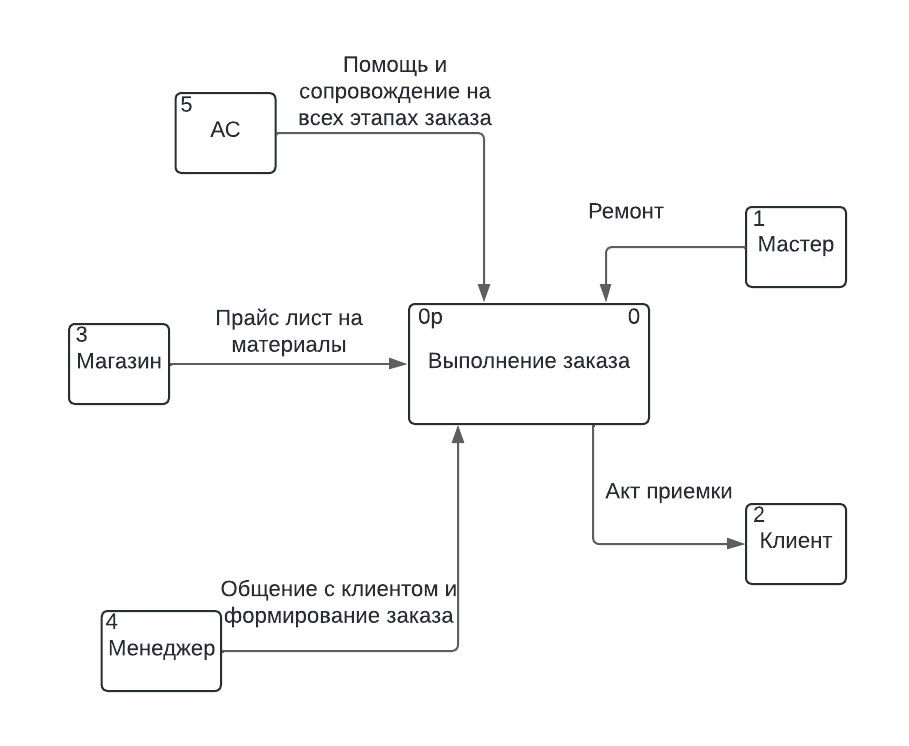 Помощь и
сопровождение на
всех этапах заказа
5
АС
Ремонт
1
Мастер
Прайс лист на
материалы
3
Магазин
0р
0
Выполнение заказа
Акт приемки
2
Клиент
Общение с клиентом и
формирование заказа
4
Менеджер